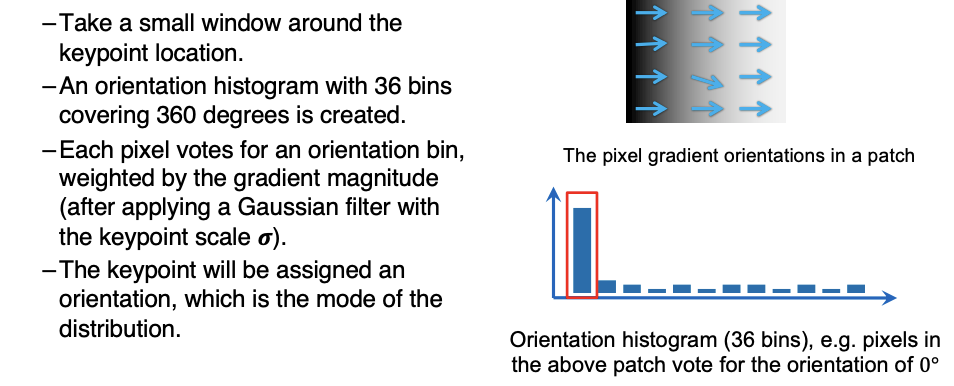 –Take a small window around the
keypoint location.
–An orientation histogram with 36 bins
covering 360 degrees is created.
–Each pixel votes for an orientation bin,
weighted by the gradient magnitude
(after applying a Gaussian filter with
the keypoint scale σ).
–The keypoint will be assigned an
orientation, which is the mode of the
distribution.
The pixel gradient orientations in a patch
Orientation histogram (36 bins), e.g. pixels in
the above patch vote for the orientation of 0°